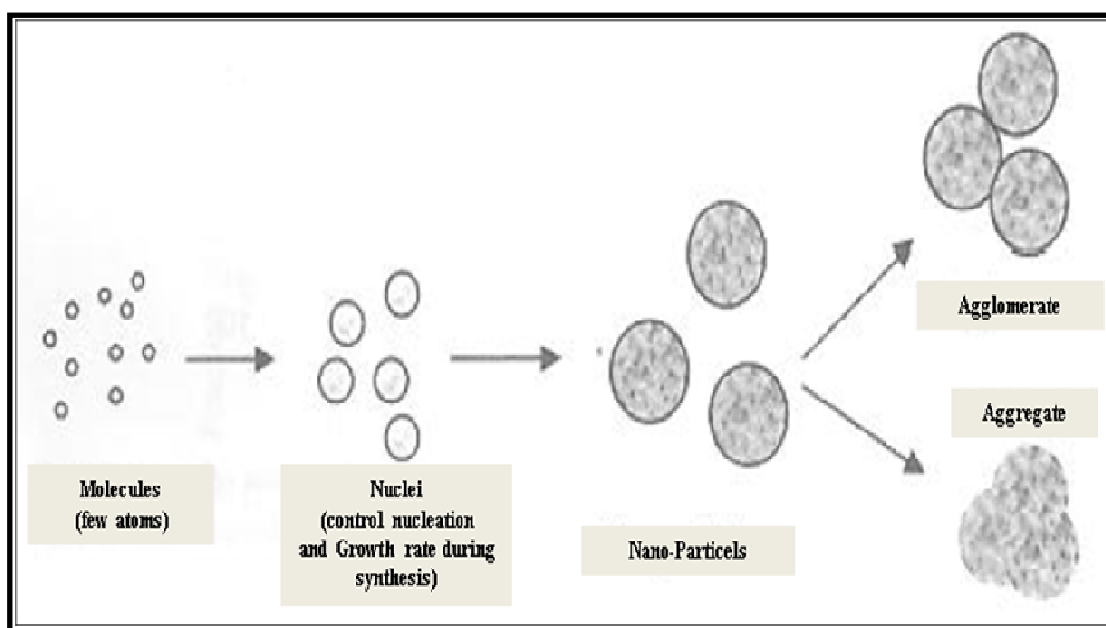 Molecules
(few atoms)
Nuclei
(control nucleation
and Growth rate during
synthesis)
Nano-Particels
Agglomerate
Aggregate